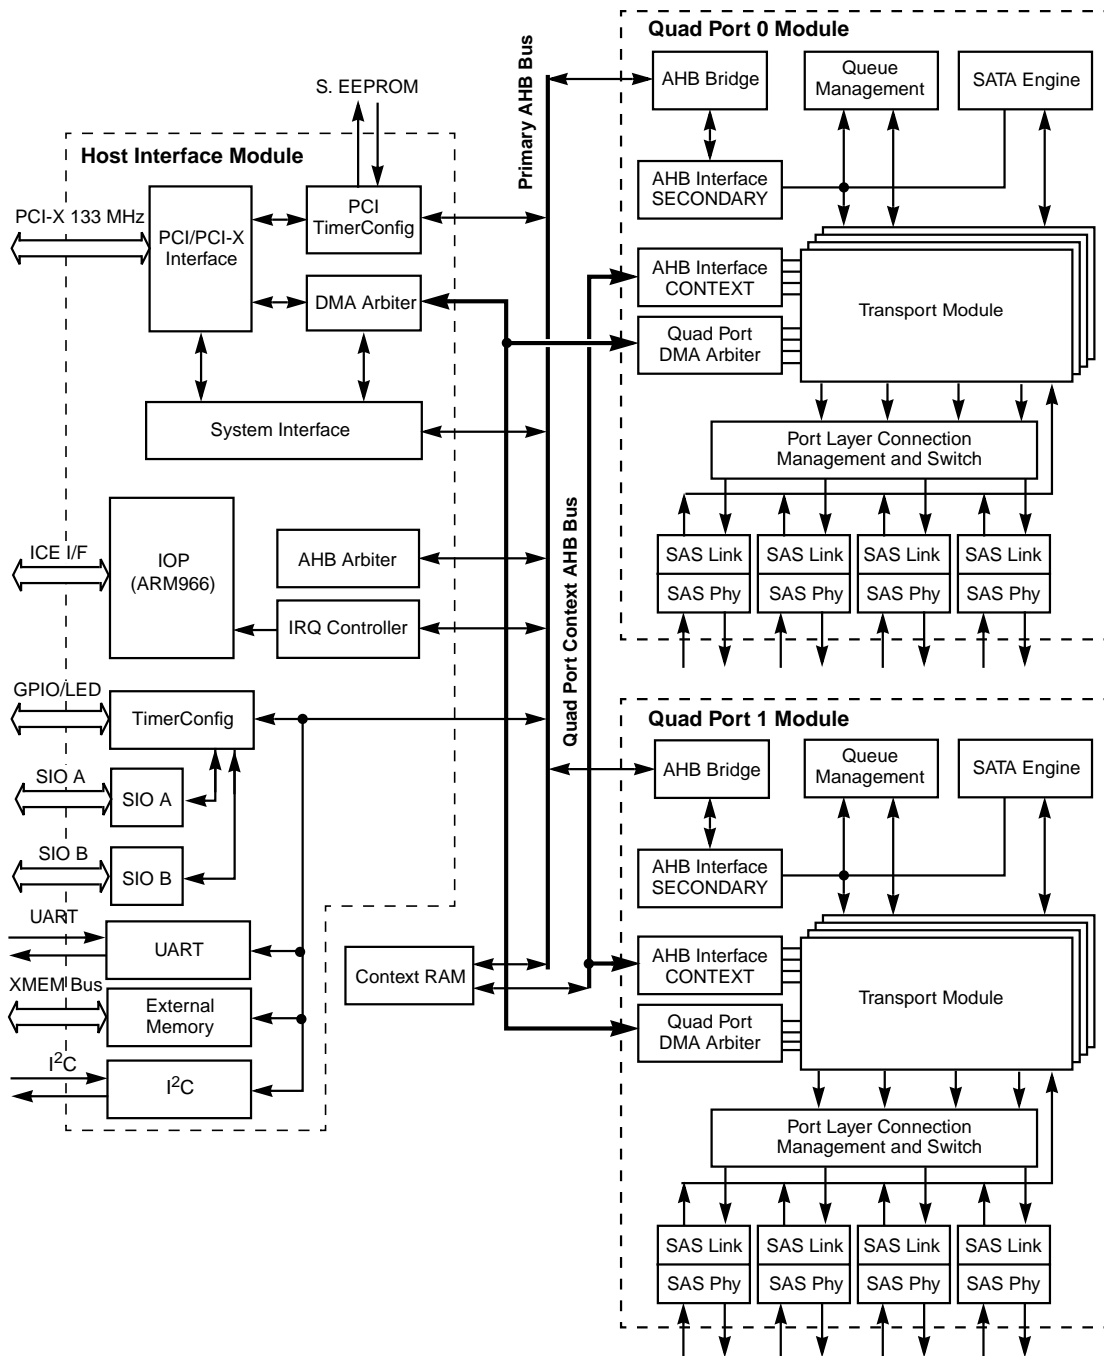 Quad Port 0 Module
AHB Bridge
Queue
Management
SATA Engine
AHB Interface
SECONDARY
AHB Interface
CONTEXT
Quad Port
DMA Arbiter
Transport Module
Port Layer Connection
Management and Switch
SAS Link
SAS Link
SAS Link
SAS Link
SAS Phy
SAS Phy
SAS Phy
SAS Phy
Primary AHB Bus
Quad Port Context AHB Bus
S. EEPROM
Host Interface Module
PCI-X 133 MHz
PCI/PCI-X
Interface
PCI
TimerConfig
DMA Arbiter
System Interface
ICE I/F
IOP
(ARM966)
AHB Arbiter
IRQ Controller
GPIO/LED
TimerConfig
SIO A
SIO A
SIO B
SIO B
UART
UART
XMEM Bus
External
Memory
I²C
I²C
Context RAM
Quad Port 1 Module
AHB Bridge
Queue
Management
SATA Engine
AHB Interface
SECONDARY
AHB Interface
CONTEXT
Quad Port
DMA Arbiter
Transport Module
Port Layer Connection
Management and Switch
SAS Link
SAS Link
SAS Link
SAS Link
SAS Phy
SAS Phy
SAS Phy
SAS Phy